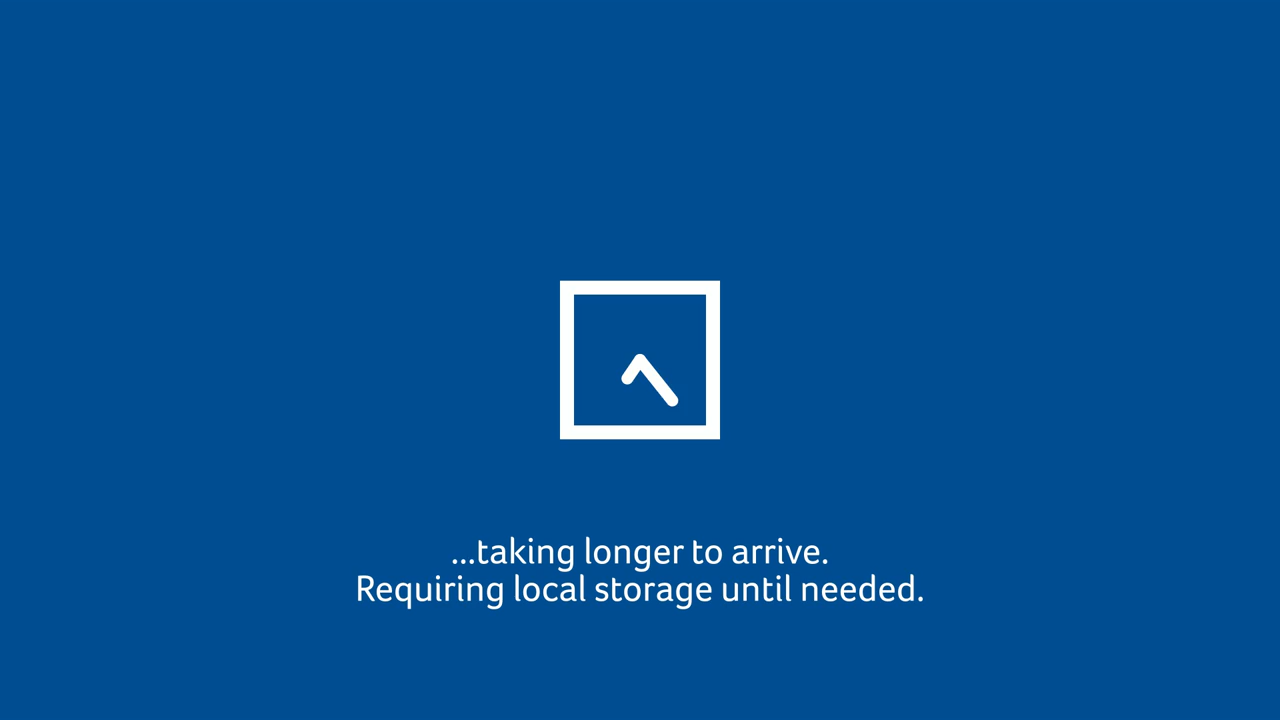 ...taking longer to arrive.
Requiring local storage until needed.